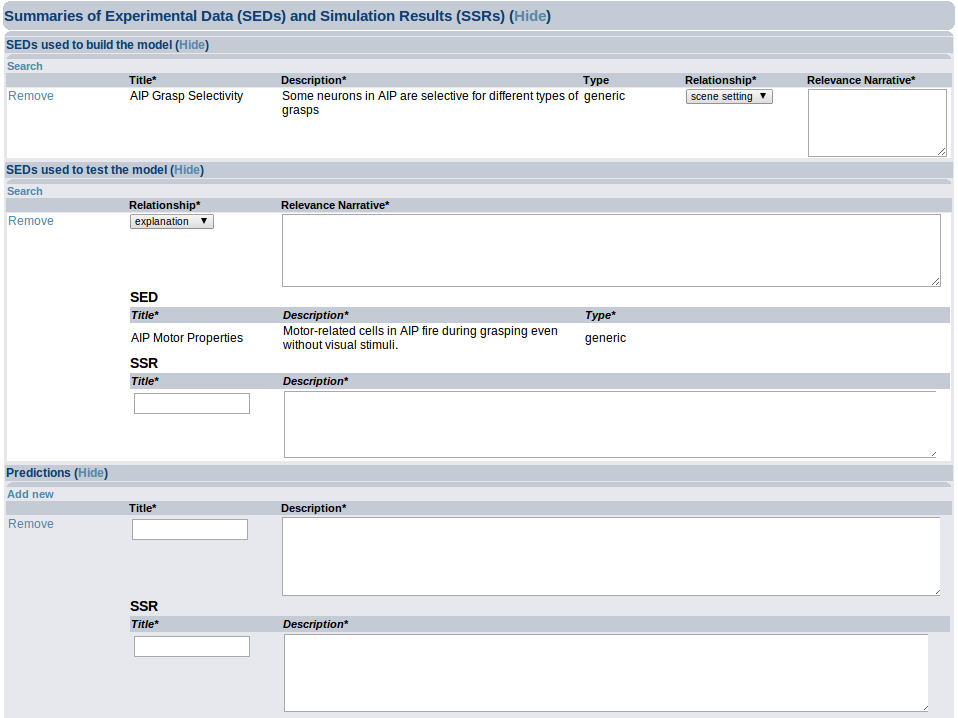 Summaries of Experimental Data (SEDs) and Simulation Results (SSRs) (Hide)
SEDs used to build the model (Hide)
Search
Title* Description* Type Relationship* Relevance Narrative*
Remove AIP Grasp Selectivity Some neurons in AIP are selective for different types of generic scene setting
grasps
SEDs used to test the model (Hide)
Search
Relationship* Relevance Narrative*
Remove explanation
SED
Title* Description* Type*
Motor-related cells in AIP fire during grasping even
AIP Motor Properties generic
without visual stimuli.
SSR
Title* Description*
Predictions (Hide)
Add new
Title* Description*
Remove
SSR
Title* Description*